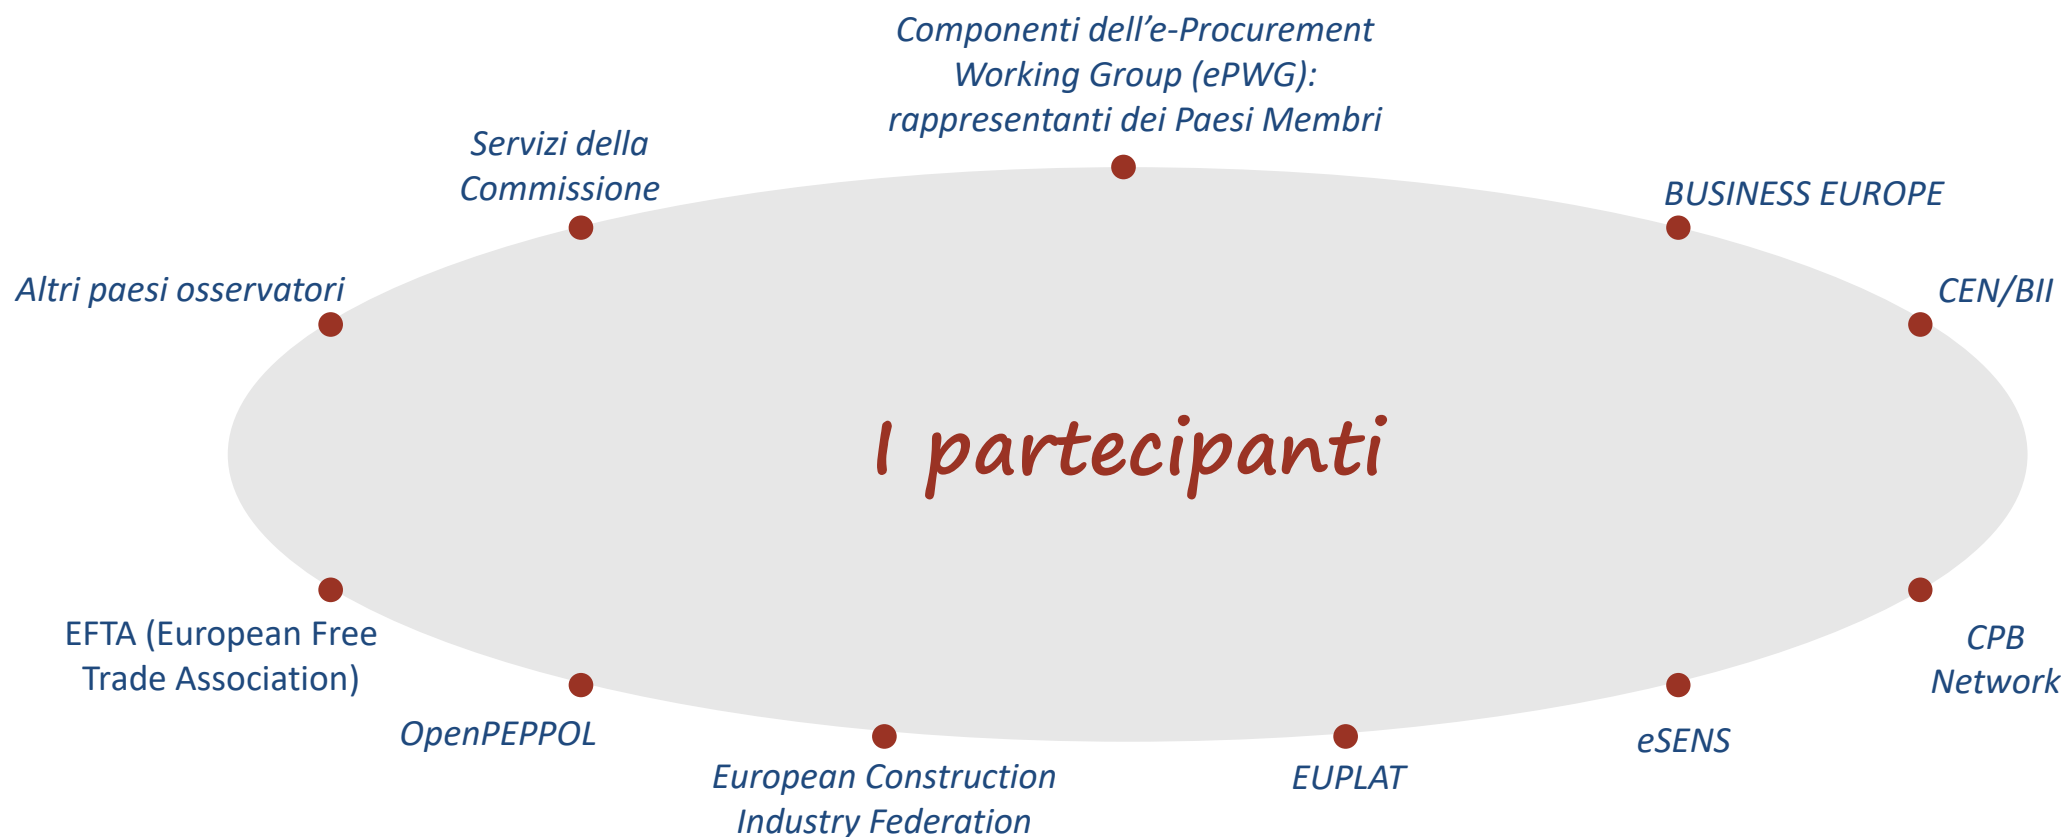 Componenti dell’e-Procurement
Working Group (ePWG):
rappresentanti dei Paesi Membri
Servizi della
Commissione
BUSINESS EUROPE
Altri paesi osservatori
CEN/BII
I partecipanti
EFTA (European Free
Trade Association)
CPB
Network
OpenPEPPOL
eSENS
European Construction
Industry Federation
EUPLAT